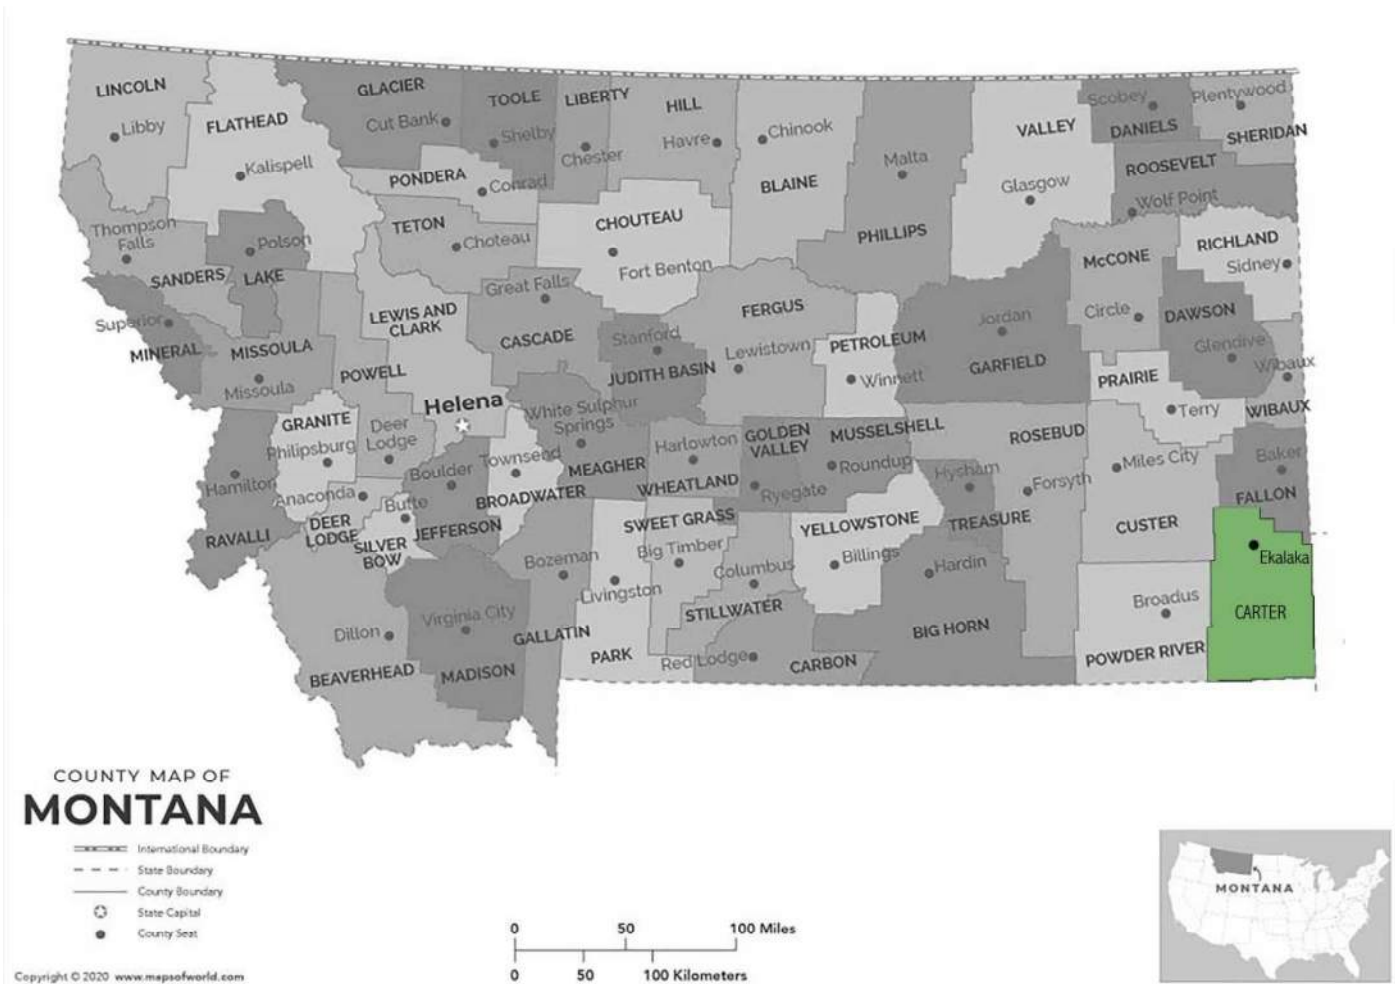 LINCOLN
Libby
FLATHEAD
Kalispell
GLACIER
Cut Bank
TOOLE
Shelby
LIBERTY
Chester
HILL
Havre
Chinook
BLAINE
Malta
PHILLIPS
VALLEY
Glasgow
Scobey
DANIELS
Plentywood
SHERIDAN
ROOSEVELT
Wolf Point
PONDERA
Conrad
TETON
Choteau
CHOUTEAU
Fort Benton
Thompson
Falls
SANDERS
Polson
LAKE
Superior
MINERAL
MISSOULA
Missoula
POWELL
LEWIS AND
CLARK
Great Falls
CASCADE
Stanford
JUDITH BASIN
FERGUS
Lewistown
PETROLEUM
Winnett
Jordan
GARFIELD
McCONE
Circle
RICHLAND
Sidney
DAWSON
Glendive
Wibaux
WIBAUX
PRAIRIE
Terry
Helena
GRANITE
Philipsburg
Deer
Lodge
Anaconda
DEER
LODGE
Butte
SILVER
BOW
Boulder
JEFFERSON
Townsend
BROADWATER
White Sulphur
Springs
MEAGHER
Harlowton
WHEATLAND
GOLDEN
VALLEY
Ryegate
MUSSELSHELL
Roundup
ROSEBUD
Forsyth
Hysham
TREASURE
Miles City
CUSTER
Baker
FALLON
Hamilton
RAVALLI
Dillon
BEAVERHEAD
Virginia City
MADISON
Bozeman
GALLATIN
Livingston
PARK
SWEET GRASS
Big Timber
Columbus
STILLWATER
Red Lodge
CARBON
YELLOWSTONE
Billings
Hardin
BIG HORN
Broadus
POWDER RIVER
Ekalaka
CARTER
COUNTY MAP OF
MONTANA
International Boundary
State Boundary
County Boundary
State Capital
County Seat
Copyright © 2020 www.mapsofworld.com
0 50 100 Miles
0 50 100 Kilometers
MONTANA